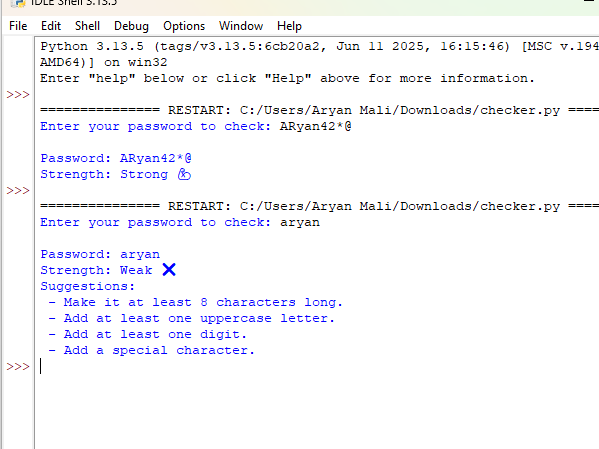 IDLE Shell 3.13.5
File Edit Shell Debug Options Window Help
Python 3.13.5 (tags/v3.13.5:6cb20a2, Jun 11 2025, 16:15:46) [MSC v.194
AMD64)] on win32
Enter "help" below or click "Help" above for more information.
>>>
=============== RESTART: C:/Users/Aryan Mali/Downloads/checker.py ====
Enter your password to check: ARyan42*@
Password: ARyan42*@
Strength: Strong 💪
>>>
=============== RESTART: C:/Users/Aryan Mali/Downloads/checker.py ====
Enter your password to check: aryan
Password: aryan
Strength: Weak ❌
Suggestions:
- Make it at least 8 characters long.
- Add at least one uppercase letter.
- Add at least one digit.
- Add a special character.
>>>